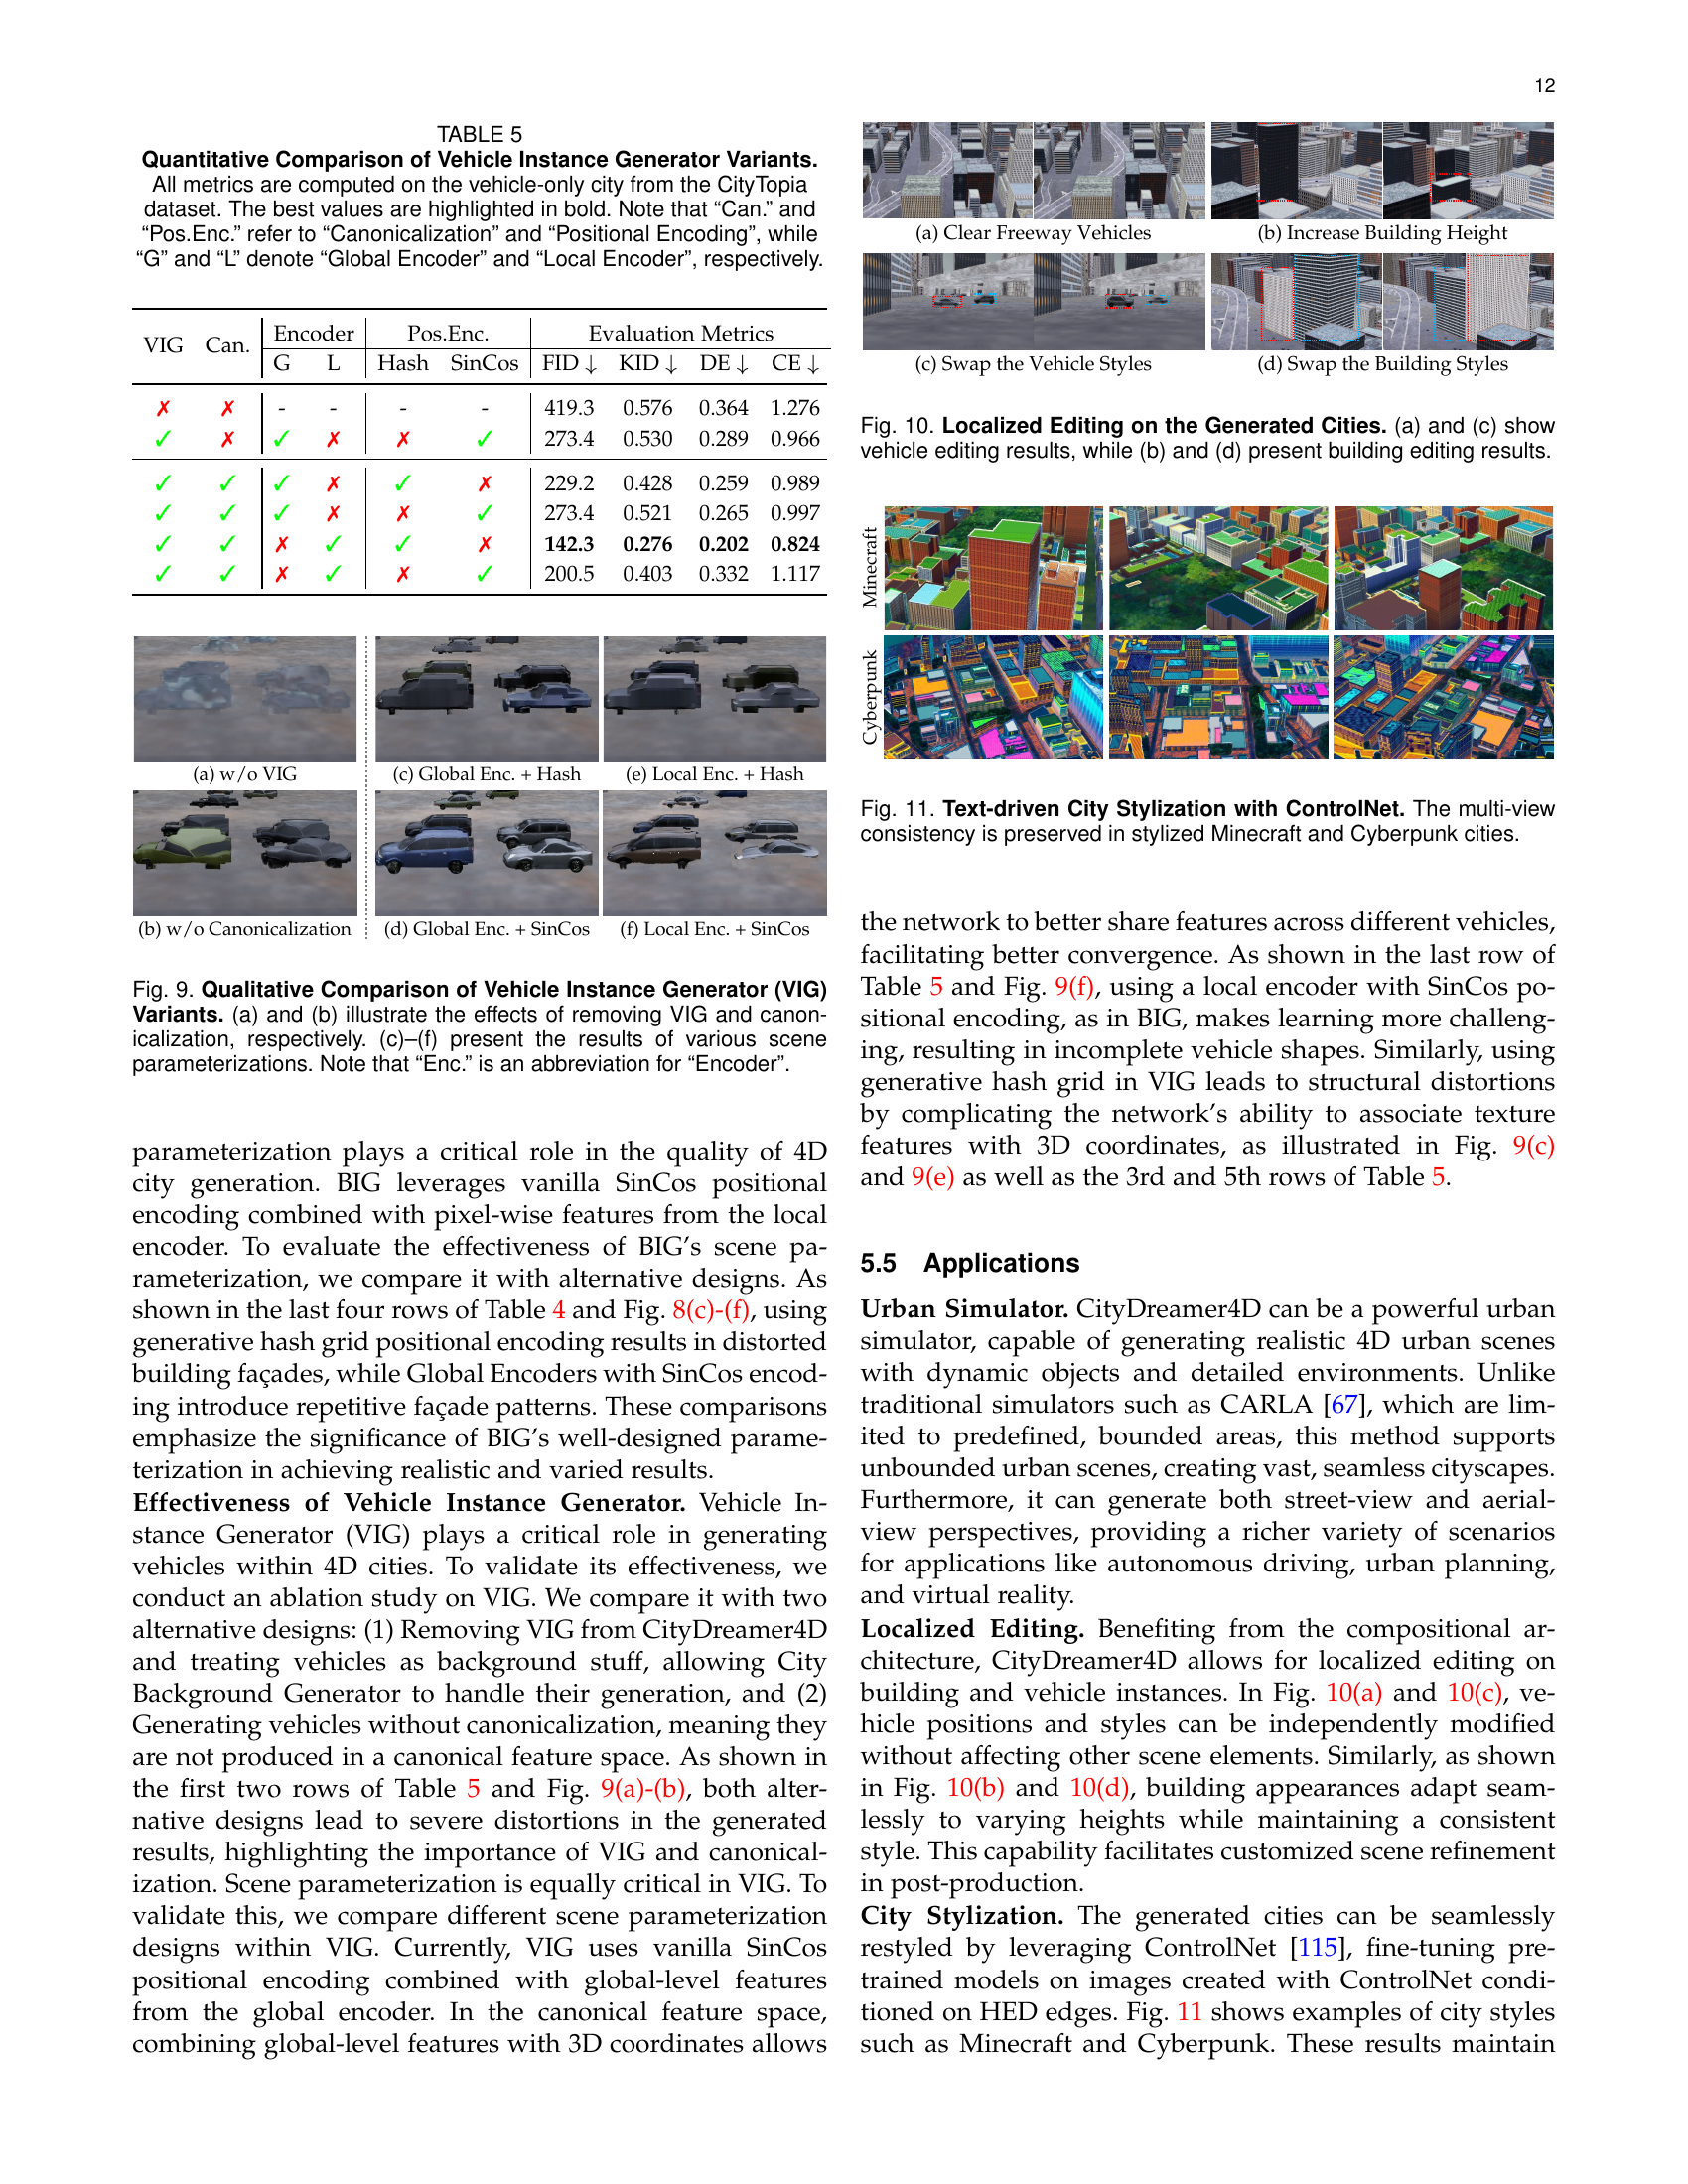 12
TABLE 5
Quantitative Comparison of Vehicle Instance Generator Variants.
All metrics are computed on the vehicle-only city from the CityTopia
dataset. The best values are highlighted in bold. Note that “Can.” and
“Pos.Enc.” refer to “Canonicalization” and “Positional Encoding”, while
“G” and “L” denote “Global Encoder” and “Local Encoder”, respectively.
VIG Can. Encoder Pos.Enc. Evaluation Metrics
G L Hash SinCos FID ↓ KID ↓ DE ↓ CE ↓
✗ ✗ - - - - 419.3 0.576 0.364 1.276
✓ ✗ ✓ ✗ ✗ ✓ 273.4 0.530 0.289 0.966
✓ ✓ ✓ ✗ ✓ ✗ 229.2 0.428 0.259 0.989
✓ ✓ ✓ ✗ ✗ ✓ 273.4 0.521 0.265 0.997
✓ ✓ ✗ ✓ ✓ ✗ 142.3 0.276 0.202 0.824
✓ ✓ ✗ ✓ ✗ ✓ 200.5 0.403 0.332 1.117
(a) w/o VIG
(c) Global Enc. + Hash
(e) Local Enc. + Hash
(b) w/o Canonicalization
(d) Global Enc. + SinCos
(f) Local Enc. + SinCos
Fig. 9. Qualitative Comparison of Vehicle Instance Generator (VIG)
Variants. (a) and (b) illustrate the effects of removing VIG and canon-
icalization, respectively. (c)–(f) present the results of various scene
parameterizations. Note that “Enc.” is an abbreviation for “Encoder”.
parameterization plays a critical role in the quality of 4D
city generation. BIG leverages vanilla SinCos positional
encoding combined with pixel-wise features from the local
encoder. To evaluate the effectiveness of BIG’s scene pa-
rameterization, we compare it with alternative designs. As
shown in the last four rows of Table 4 and Fig. 8(c)-(f), using
generative hash grid positional encoding results in distorted
building façades, while Global Encoders with SinCos encod-
ing introduce repetitive façade patterns. These comparisons
emphasize the significance of BIG’s well-designed parame-
terization in achieving realistic and varied results.
Effectiveness of Vehicle Instance Generator. Vehicle In-
stance Generator (VIG) plays a critical role in generating
vehicles within 4D cities. To validate its effectiveness, we
conduct an ablation study on VIG. We compare it with two
alternative designs: (1) Removing VIG from CityDreamer4D
and treating vehicles as background stuff, allowing City
Background Generator to handle their generation, and (2)
Generating vehicles without canonicalization, meaning they
are not produced in a canonical feature space. As shown in
the first two rows of Table 5 and Fig. 9(a)-(b), both alter-
native designs lead to severe distortions in the generated
results, highlighting the importance of VIG and canonical-
ization. Scene parameterization is equally critical in VIG. To
validate this, we compare different scene parameterization
designs within VIG. Currently, VIG uses vanilla SinCos
positional encoding combined with global-level features
from the global encoder. In the canonical feature space,
combining global-level features with 3D coordinates allows
(a) Clear Freeway Vehicles
(b) Increase Building Height
(c) Swap the Vehicle Styles
(d) Swap the Building Styles
Fig. 10. Localized Editing on the Generated Cities. (a) and (c) show
vehicle editing results, while (b) and (d) present building editing results.
Minecraft
Cyberpunk
Fig. 11. Text-driven City Stylization with ControlNet. The multi-view
consistency is preserved in stylized Minecraft and Cyberpunk cities.
the network to better share features across different vehicles,
facilitating better convergence. As shown in the last row of
Table 5 and Fig. 9(f), using a local encoder with SinCos po-
sitional encoding, as in BIG, makes learning more challeng-
ing, resulting in incomplete vehicle shapes. Similarly, using
generative hash grid in VIG leads to structural distortions
by complicating the network’s ability to associate texture
features with 3D coordinates, as illustrated in Fig. 9(c)
and 9(e) as well as the 3rd and 5th rows of Table 5.
5.5 Applications
Urban Simulator. CityDreamer4D can be a powerful urban
simulator, capable of generating realistic 4D urban scenes
with dynamic objects and detailed environments. Unlike
traditional simulators such as CARLA [67], which are lim-
ited to predefined, bounded areas, this method supports
unbounded urban scenes, creating vast, seamless cityscapes.
Furthermore, it can generate both street-view and aerial-
view perspectives, providing a richer variety of scenarios
for applications like autonomous driving, urban planning,
and virtual reality.
Localized Editing. Benefiting from the compositional ar-
chitecture, CityDreamer4D allows for localized editing on
building and vehicle instances. In Fig. 10(a) and 10(c), ve-
hicle positions and styles can be independently modified
without affecting other scene elements. Similarly, as shown
in Fig. 10(b) and 10(d), building appearances adapt seam-
lessly to varying heights while maintaining a consistent
style. This capability facilitates customized scene refinement
in post-production.
City Stylization. The generated cities can be seamlessly
restyled by leveraging ControlNet [115], fine-tuning pre-
trained models on images created with ControlNet condi-
tioned on HED edges. Fig. 11 shows examples of city styles
such as Minecraft and Cyberpunk. These results maintain